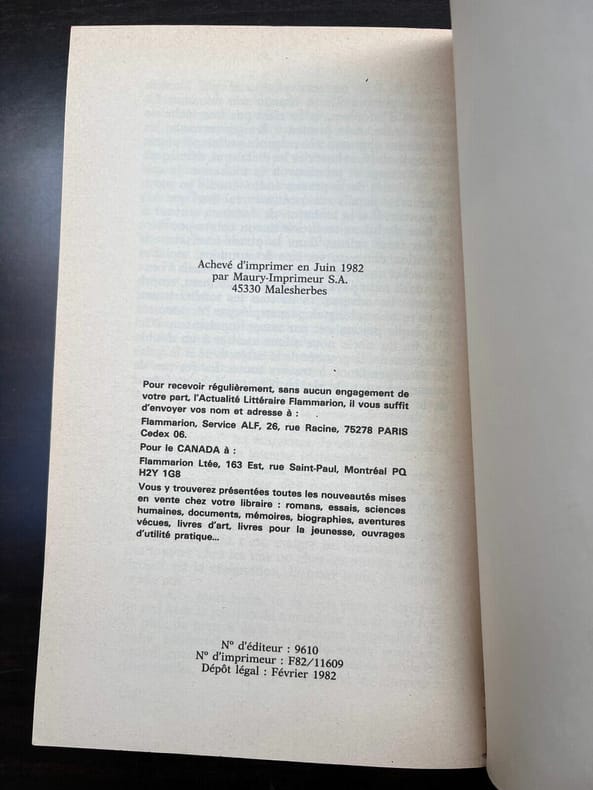 Achevé d'imprimer en Juin 1982
par Maury-Imprimeur S.A.
45330 Malesherbes
Pour recevoir régulièrement, sans aucun engagement de
votre part, l'Actualité Littéraire Flammarion, il vous suffit
d'envoyer vos nom et adresse à :
Flammarion, Service ALF, 26, rue Racine, 75278 PARIS
Cedex 06.
Pour le CANADA à :
Flammarion Ltée, 163 Est, rue Saint-Paul, Montréal PQ
H2Y 1G8
Vous y trouverez présentées toutes les nouveautés mises
en vente chez votre libraire : romans, essais, sciences
humaines, documents, mémoires, biographies, aventures
vécues, livres d'art, livres pour la jeunesse, ouvrages
d'utilité pratique...
N° d'éditeur : 9610
N° d'imprimeur : F82/11609
Dépôt légal : Février 1982